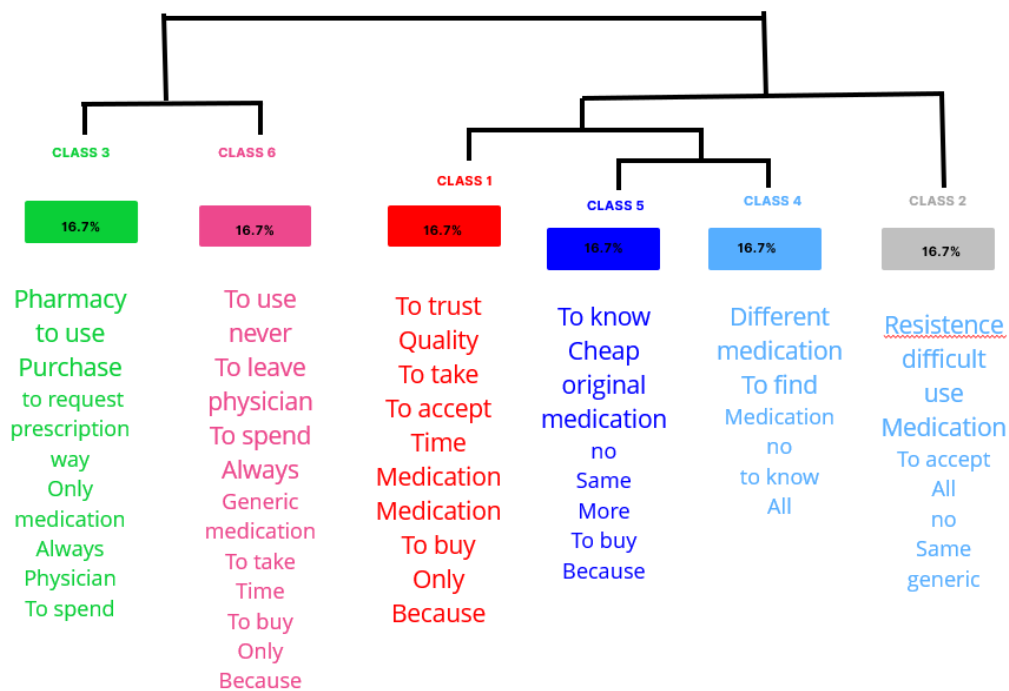 CLASS 3
16.7%
Pharmacy
to use
Purchase
to request
prescription
way
Only
medication
Always
Physician
To spend
CLASS 6
16.7%
To use
never
To leave
physician
To spend
Always
Generic
medication
To take
Time
To buy
Only
Because
CLASS 1
16.7%
To trust
Quality
To take
To accept
Time
Medication
Medication
To buy
Only
Because
CLASS 5
16.7%
To know
Cheap
original
medication
no
Same
More
To buy
Because
CLASS 4
16.7%
Different
medication
To find
Medication
no
to know
All
CLASS 2
16.7%
Resistence
difficult
use
Medication
To accept
All
no
Same
generic